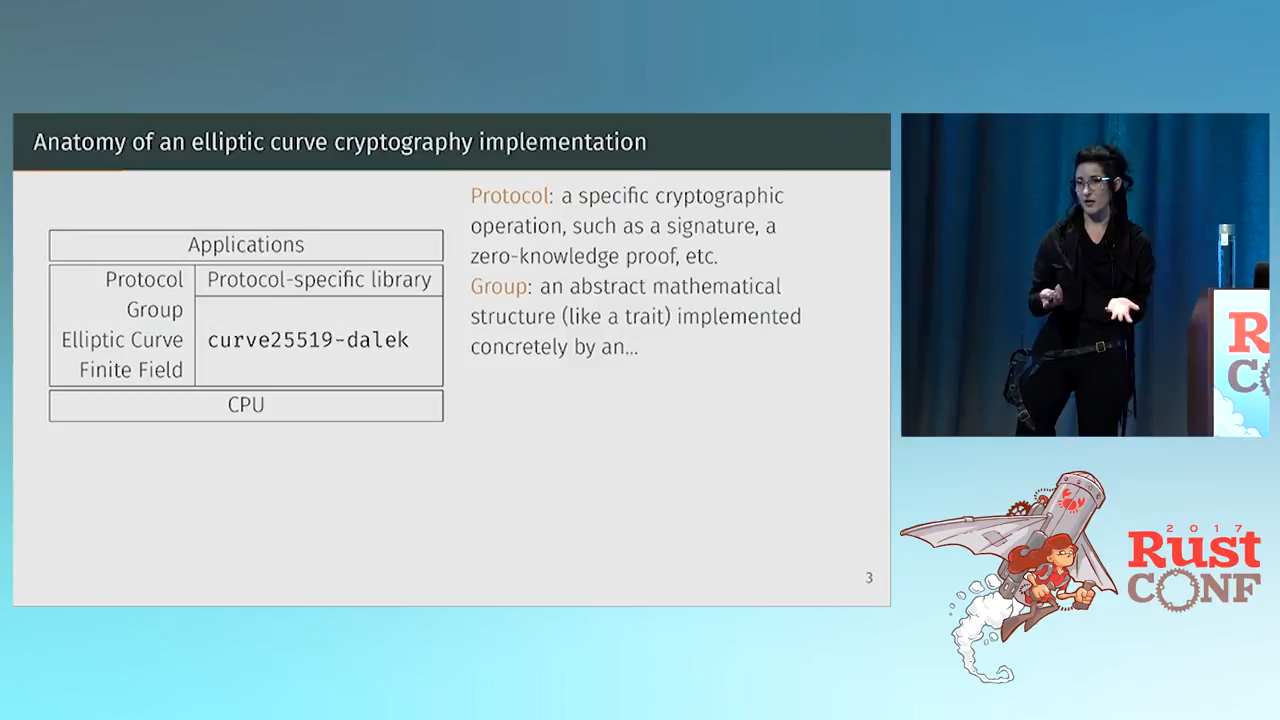 Anatomy of an elliptic curve cryptography implementation
Applications
Protocol
Protocol-specific library
Group
Elliptic Curve
curve25519-dalek
Finite Field
CPU
Protocol: a specific cryptographic
operation, such as a signature, a
zero-knowledge proof, etc.
Group: an abstract mathematical
structure (like a trait) implemented
concretely by an...
3
Ru
C
2017
Rust
CONF